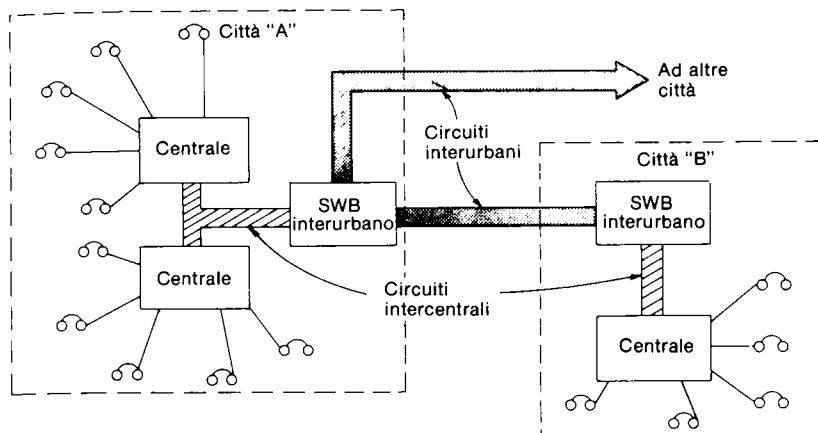 Città "A"
Ad altre
città
Centrale
Circuiti
interurbani
Città "B"
SWB
interurbano
SWB
interurbano
Centrale
Circuiti
intercentrali
Centrale